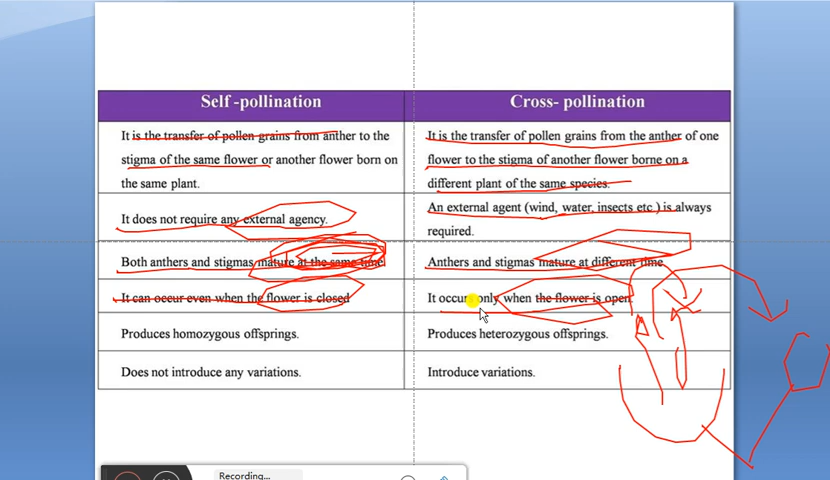 Self -pollination
Cross- pollination
It is the transfer of pollen grains from anther to the
stigma of the same flower or another flower born on
the same plant.
It is the transfer of pollen grains from the anther of one
flower to the stigma of another flower borne on a
different plant of the same species.
It does not require any external agency.
An external agent (wind, water, insects etc.) is always
required.
Both anthers and stigmas mature at the same time.
Anthers and stigmas mature at different time
It can occur even when the flower is closed
It occurs only when the flower is open.
Produces homozygous offsprings.
Produces heterozygous offsprings.
Does not introduce any variations.
Introduce variations.
Recording...